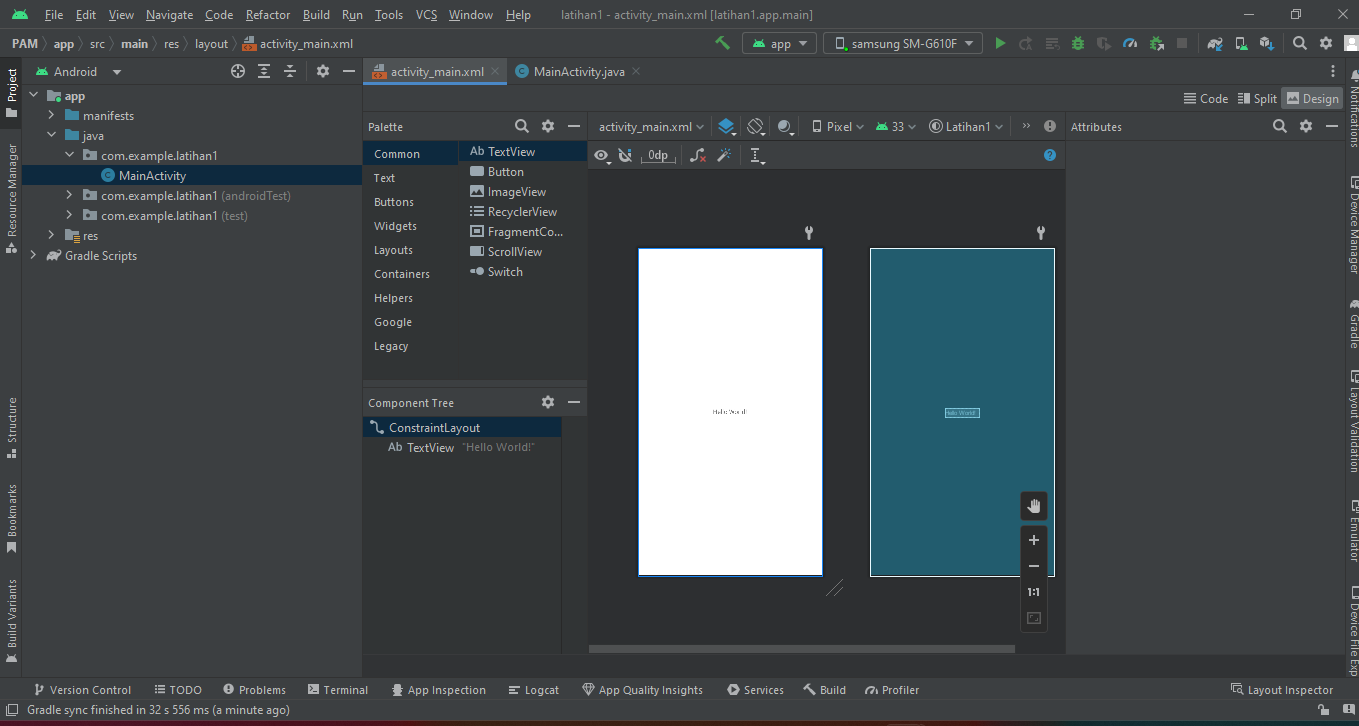 File Edit View Navigate Code Refactor Build Run Tools VCS Window Help latihan1 - activity_main.xml [latihan1.app.main]
PAM app src main res layout activity_main.xml app samsung SM-G610F
Project
Resource Manager
Structure
Bookmarks
Build Variants
Android
app
manifests
java
com.example.latihan1
MainActivity
com.example.latihan1 (androidTest)
com.example.latihan1 (test)
res
Gradle Scripts
activity_main.xml MainActivity.java
Code Split Design
Palette
Common
Text
Buttons
Widgets
Layouts
Containers
Helpers
Google
Legacy
Ab TextView
Button
ImageView
RecyclerView
FragmentCo...
ScrollView
Switch
Component Tree
ConstraintLayout
Ab TextView "Hello World!"
activity_main.xml Pixel 33 Latihan1
0dp
Hello World!
Hello World!
1:1
Attributes
Notifications
Device Manager
Gradle
Layout Validation
Emulator
Device File Exp
Version Control TODO Problems Terminal App Inspection Logcat App Quality Insights Services Build Profiler Layout Inspector
Gradle sync finished in 32 s 556 ms (a minute ago)